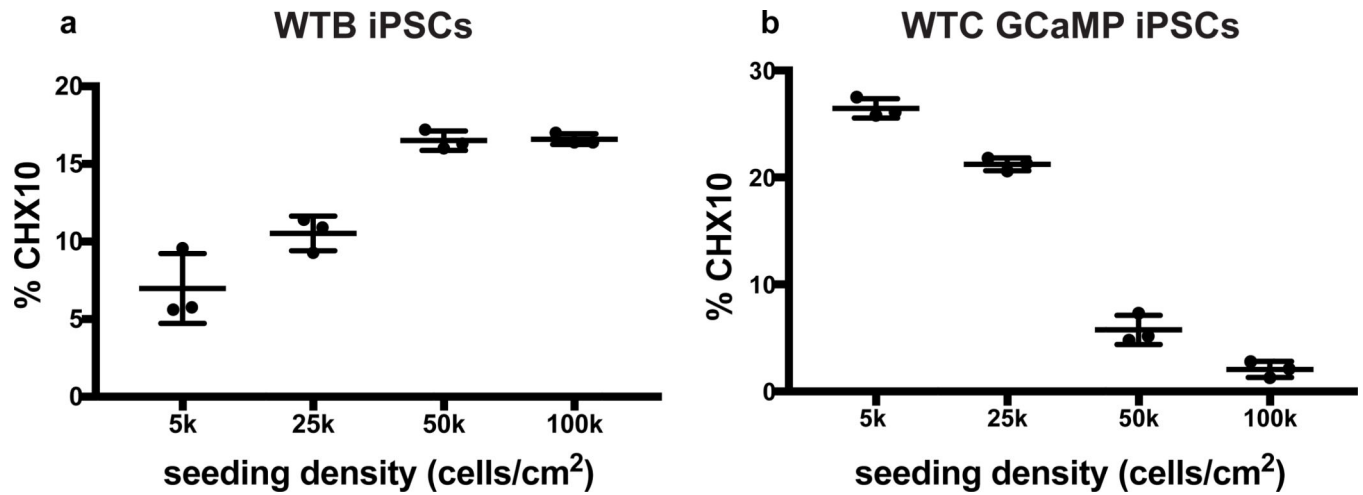 a
WTB iPSCs
% CHX10
20
15
10
5
0
5k 25k 50k 100k
seeding density (cells/cm²)
b
WTC GCaMP iPSCs
% CHX10
30
20
10
0
5k 25k 50k 100k
seeding density (cells/cm²)